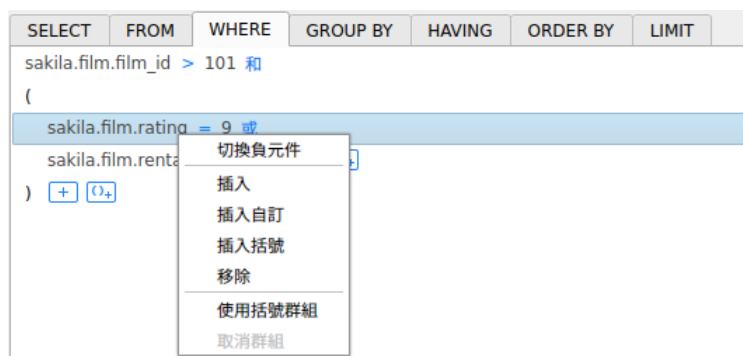 SELECT FROM WHERE GROUP BY HAVING ORDER BY LIMIT
sakila.film.film_id > 101 和
(
sakila.film.rating = 9 或
sakila.film.renta
) + ()+
切換負元件
插入
插入自訂
插入括號
移除
使用括號群組
取消群組